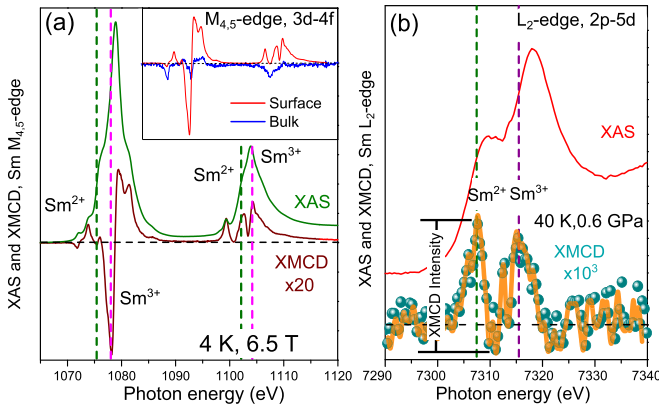 (a)
M4,5-edge, 3d-4f
Surface
Bulk
Sm2+
Sm3+
Sm2+
Sm3+
XAS
XMCD
x20
4 K, 6.5 T
XAS and XMCD, Sm M4,5-edge
1070 1080 1090 1100 1110 1120
Photon energy (eV)
(b)
L2-edge, 2p-5d
XAS
Sm2+ Sm3+
40 K,0.6 GPa
XMCD
x10³
XMCD Intensity
XAS and XMCD, Sm L2-edge
7290 7300 7310 7320 7330 7340
Photon energy (eV)